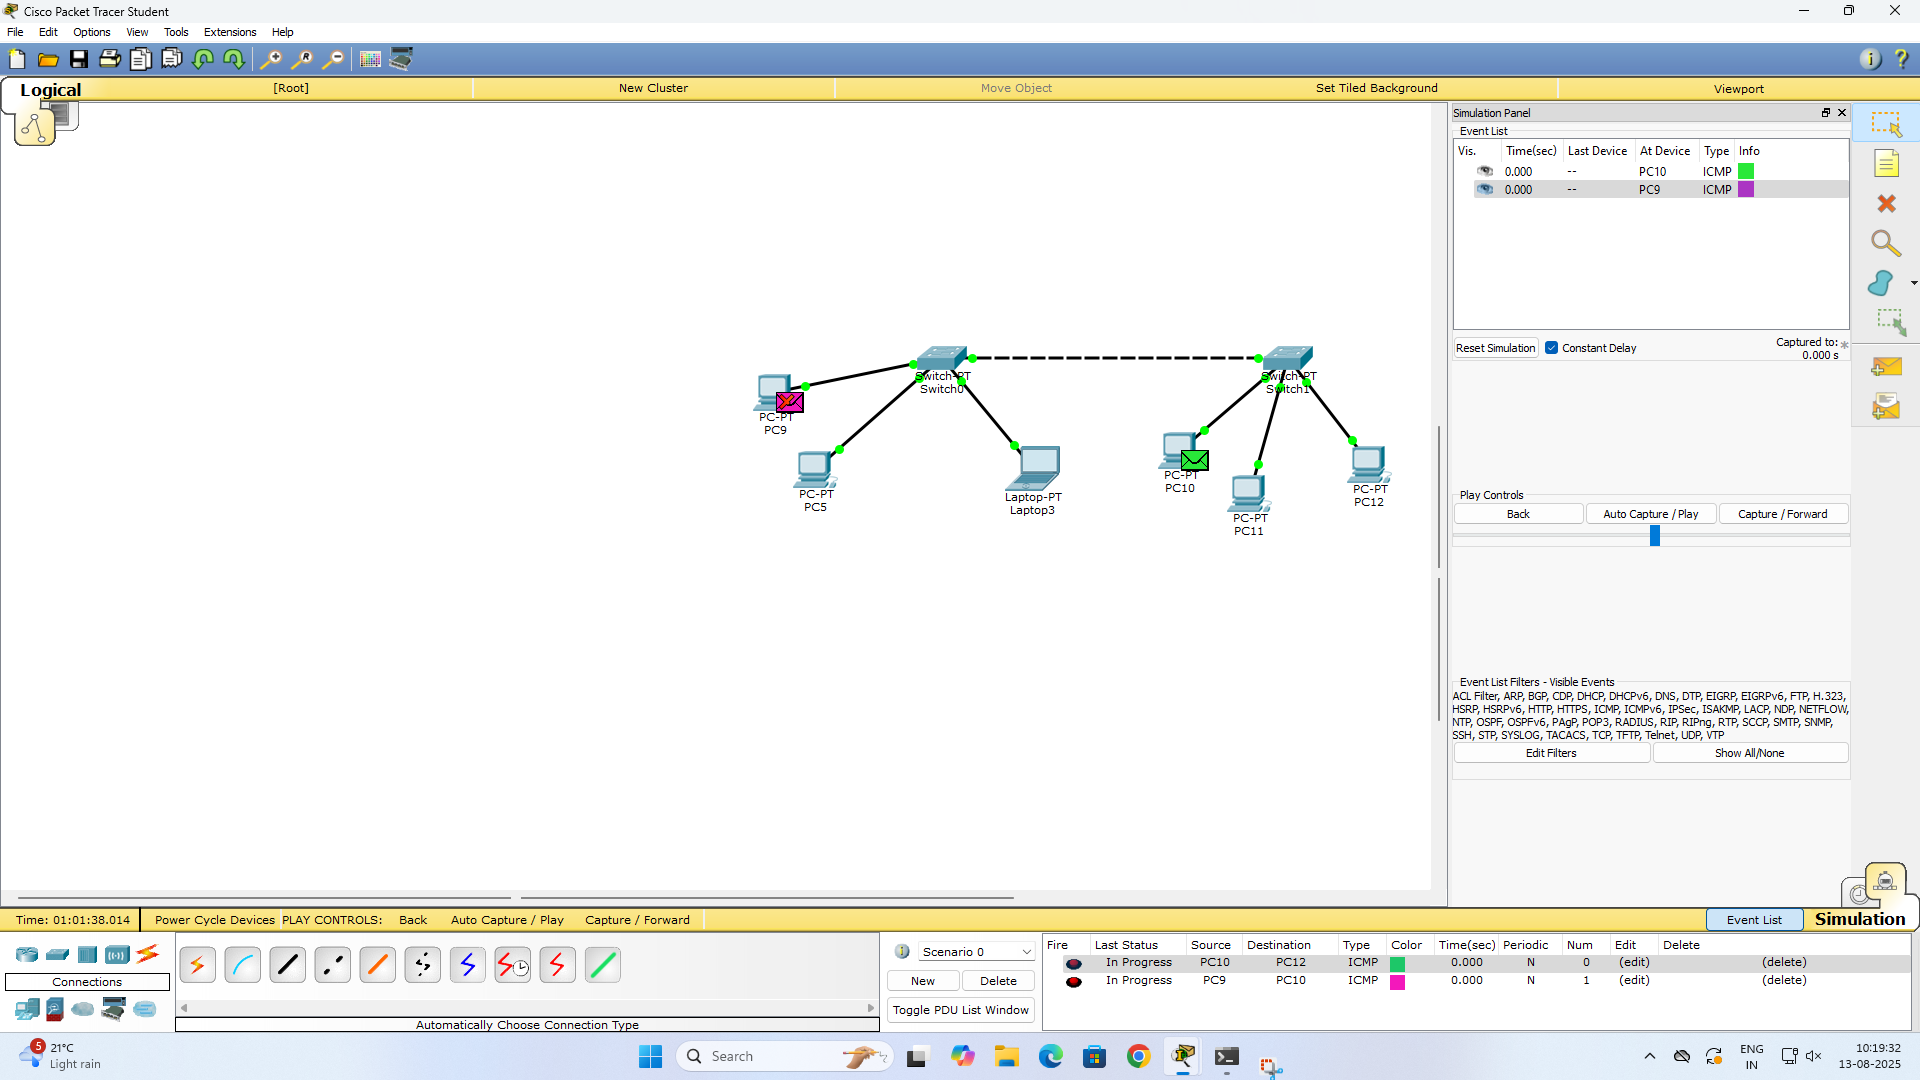 Cisco Packet Tracer Student
File Edit Options View Tools Extensions Help
Logical [Root] New Cluster Move Object Set Tiled Background Viewport
Simulation Panel
Event List
Vis. Time(sec) Last Device At Device Type Info
0.000 -- PC10 ICMP
0.000 -- PC9 ICMP
Reset Simulation Constant Delay Captured to: *
0.000 s
Switch-PT
Switch0
Switch-PT
Switch1
PC-PT
PC9
PC-PT
PC5
Laptop-PT
Laptop3
PC-PT
PC10
PC-PT
PC11
PC-PT
PC12
Play Controls
Back Auto Capture / Play Capture / Forward
Event List Filters - Visible Events
ACL Filter, ARP, BGP, CDP, DHCP, DHCPv6, DNS, DTP, EIGRP, EIGRPv6, FTP, H.323,
HSRP, HSRPv6, HTTP, HTTPS, ICMP, ICMPv6, IPSec, ISAKMP, LACP, NDP, NETFLOW,
NTP, OSPF, OSPFv6, PAgP, POP3, RADIUS, RIP, RIPng, RTP, SCCP, SMTP, SNMP,
SSH, STP, SYSLOG, TACACS, TCP, TFTP, Telnet, UDP, VTP
Edit Filters Show All/None
Time: 01:01:38.014 Power Cycle Devices PLAY CONTROLS: Back Auto Capture / Play Capture / Forward Event List Simulation
Connections
Automatically Choose Connection Type
Scenario 0
New Delete
Toggle PDU List Window
Fire Last Status Source Destination Type Color Time(sec) Periodic Num Edit Delete
In Progress PC10 PC12 ICMP 0.000 N 0 (edit) (delete)
In Progress PC9 PC10 ICMP 0.000 N 1 (edit) (delete)
5
21°C
Light rain
Search
ENG
IN
10:19:32
13-08-2025